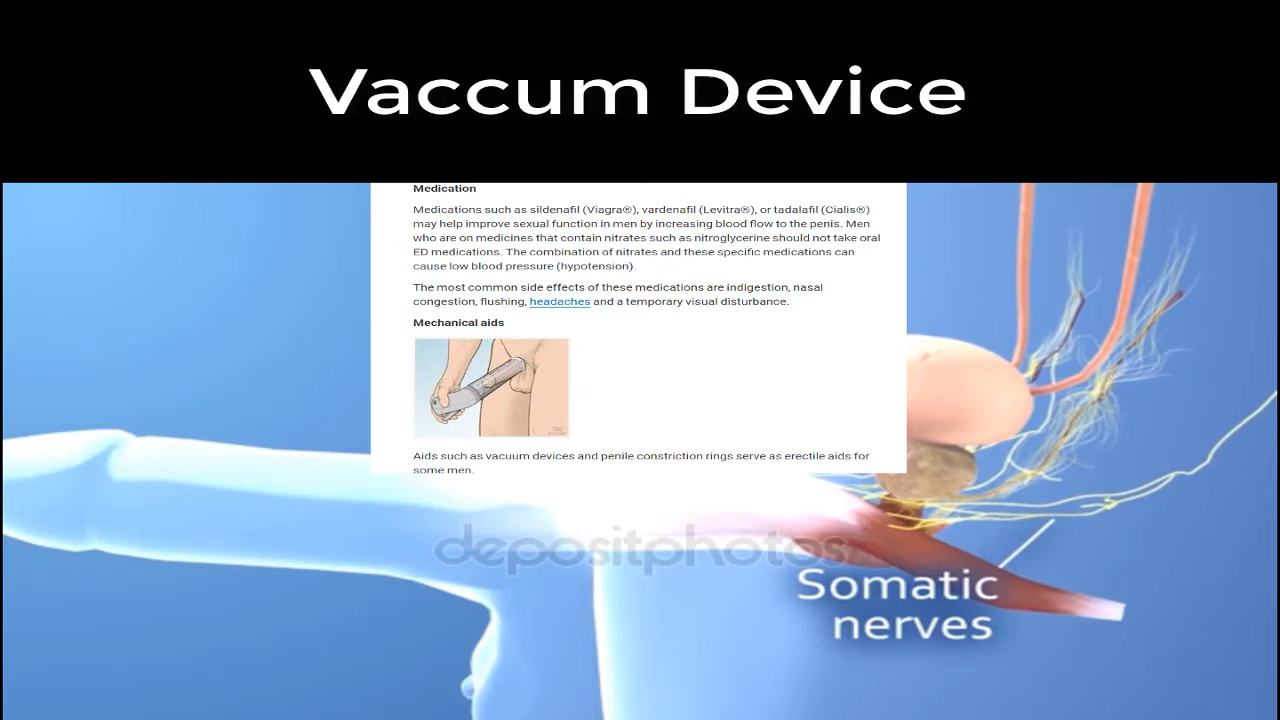 Vaccum Device
Medication
Medications such as sildenafil (Viagra®), vardenafil (Levitra®), or tadalafil (Cialis®)
may help improve sexual function in men by increasing blood flow to the penis. Men
who are on medicines that contain nitrates such as nitroglycerine should not take oral
ED medications. The combination of nitrates and these specific medications can
cause low blood pressure (hypotension).
The most common side effects of these medications are indigestion, nasal
congestion, flushing, headaches and a temporary visual disturbance.
Mechanical aids
Aids such as vacuum devices and penile constriction rings serve as erectile aids for
some men.
depositphotos
Somatic
nerves